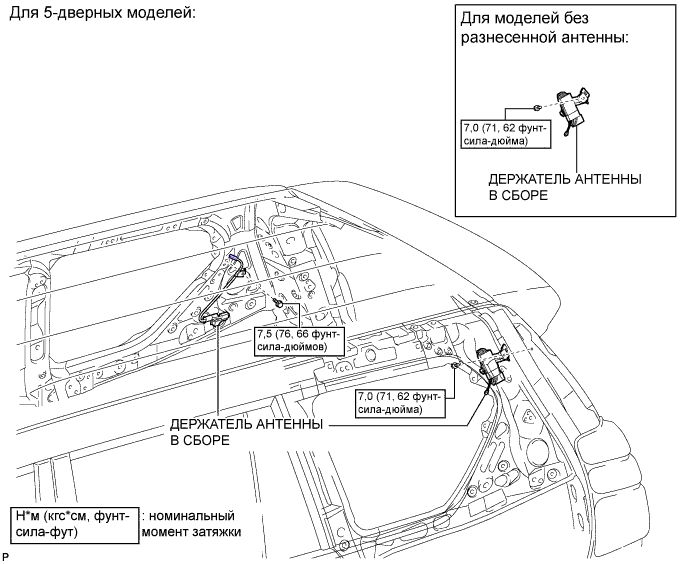 Для 5-дверных моделей:
Для моделей без
разнесенной антенны:
7,0 (71, 62 фунт-
сила-дюйма)
ДЕРЖАТЕЛЬ АНТЕННЫ
В СБОРЕ
7,5 (76, 66 фунт-
сила-дюймов)
7,0 (71, 62 фунт-
сила-дюйма)
ДЕРЖАТЕЛЬ АНТЕННЫ
В СБОРЕ
Н*м (кгс*см, фунт-
сила-фут)
: номинальный
момент затяжки
P